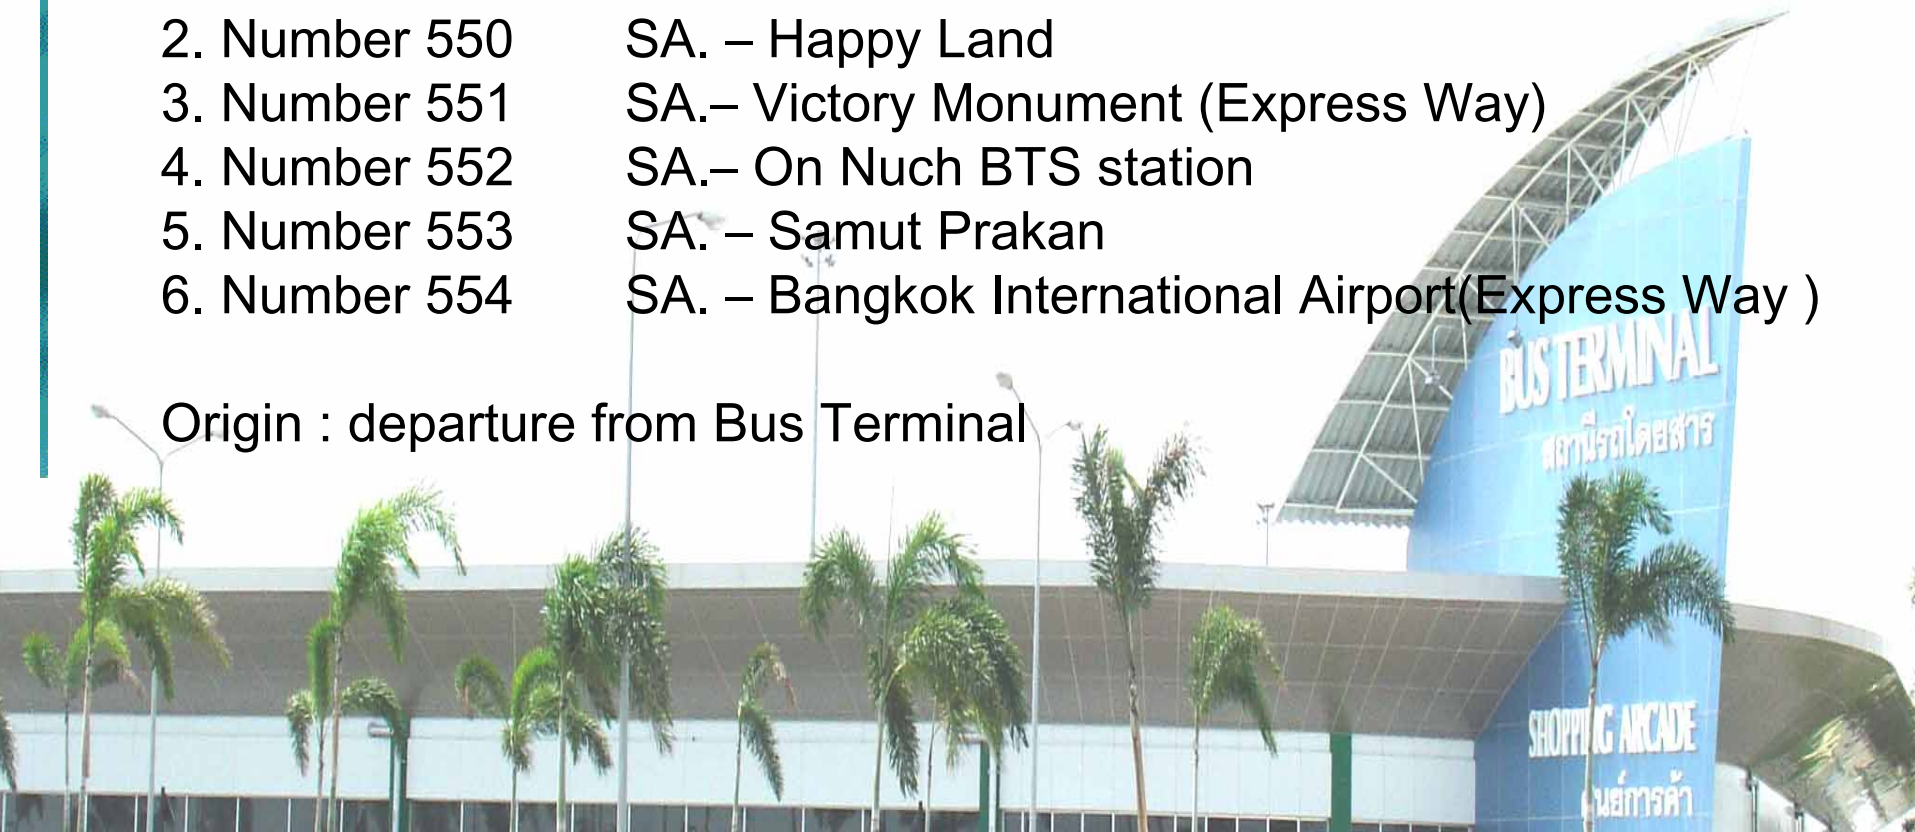 2. Number 550 SA. – Happy Land
3. Number 551 SA.– Victory Monument (Express Way)
4. Number 552 SA.– On Nuch BTS station
5. Number 553 SA. – Samut Prakan
6. Number 554 SA. – Bangkok International Airport(Express Way )
Origin : departure from Bus Terminal
BUS TERMINAL
สถานีรถโดยสาร
SHOPPING ARCADE
ศูนย์การค้า